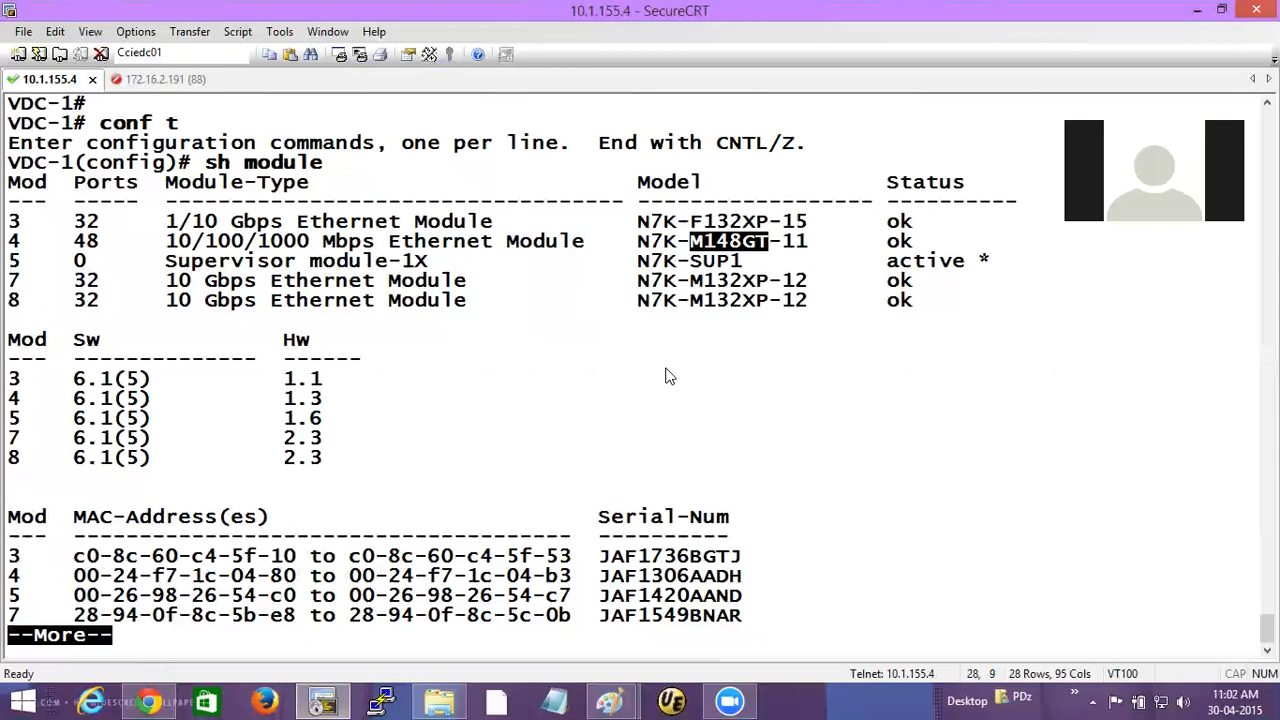 10.1.155.4 - SecureCRT
File Edit View Options Transfer Script Tools Window Help
Cciedc01
10.1.155.4 172.16.2.191 (88)
VDC-1#
VDC-1# conf t
Enter configuration commands, one per line.  End with CNTL/Z.
VDC-1(config)# sh module
Mod Ports Module-Type Model Status
--- ----- ----------------------------------- ------------------ ----------
3 32 1/10 Gbps Ethernet Module N7K-F132XP-15 ok
4 48 10/100/1000 Mbps Ethernet Module N7K-M148GT-11 ok
5 0 Supervisor module-1X N7K-SUP1 active *
7 32 10 Gbps Ethernet Module N7K-M132XP-12 ok
8 32 10 Gbps Ethernet Module N7K-M132XP-12 ok
Mod Sw Hw
--- -------------- ------
3 6.1(5) 1.1
4 6.1(5) 1.3
5 6.1(5) 1.6
7 6.1(5) 2.3
8 6.1(5) 2.3
Mod MAC-Address(es) Serial-Num
--- -------------------------------------- ----------
3 c0-8c-60-c4-5f-10 to c0-8c-60-c4-5f-53 JAF1736BGTJ
4 00-24-f7-1c-04-80 to 00-24-f7-1c-04-b3 JAF1306AADH
5 00-26-98-26-54-c0 to 00-26-98-26-54-c7 JAF1420AAND
7 28-94-0f-8c-5b-e8 to 28-94-0f-8c-5c-0b JAF1549BNAR
--More--
Ready Telnet: 10.1.155.4 28, 9 28 Rows, 95 Cols VT100 CAP NUM
Desktop PDz 11:02 AM
30-04-2015